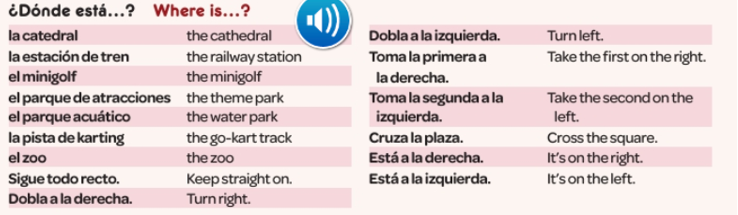 ¿Dónde está…? Where is…?
la catedral the cathedral
la estación de tren the railway station
el minigolf the minigolf
el parque de atracciones the theme park
el parque acuático the water park
la pista de karting the go-kart track
el zoo the zoo
Sigue todo recto. Keep straight on.
Dobla a la derecha. Turn right.
Dobla a la izquierda. Turn left.
Toma la primera a Take the first on the right.
la derecha.
Toma la segunda a la Take the second on the
izquierda. left.
Cruza la plaza. Cross the square.
Está a la derecha. It's on the right.
Está a la izquierda. It's on the left.